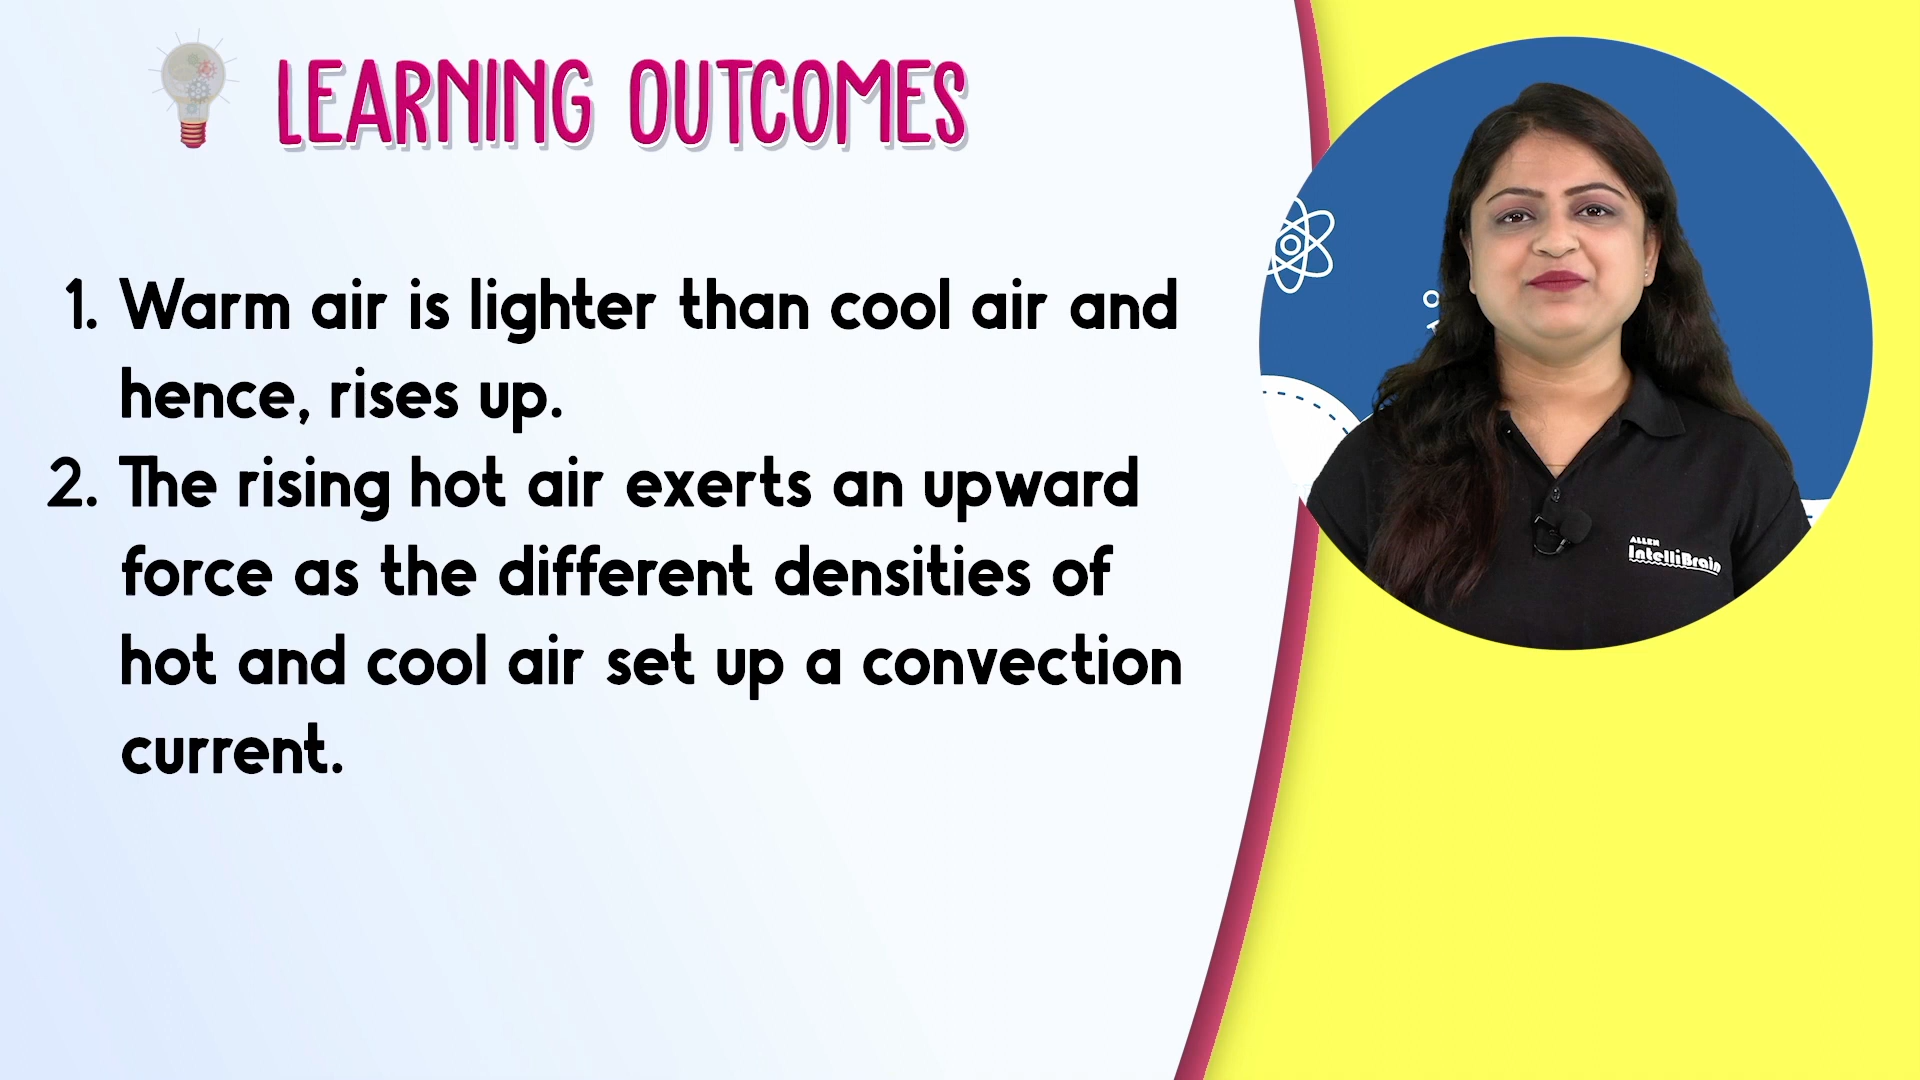 LEARNING OUTCOMES
1. Warm air is lighter than cool air and
hence, rises up.
2. The rising hot air exerts an upward
force as the different densities of
hot and cool air set up a convection
current.
ALLEN
IntelliBrain